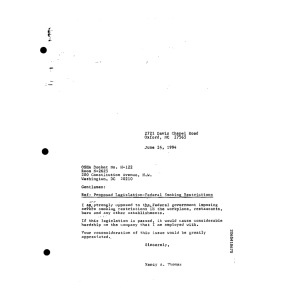 2721 Davis Chapel Road
Oxford, NC 27565
June 14, 1994
OSHA Docket No. H-122
Room N-2625
200 Constitution Avenue, N.W.
Washington, DC 20210
Gentlemen:
Ref: Proposed Legislation-Federal Smoking Restrictions
I am strongly opposed to the federal government imposing
severe smoking restrictions in the workplace, restaurants,
bars and any other establishments.
If this legislation is passed, it would cause considerable
hardship on the company that I am employed with.
Your consideration of this issue would be greatly
appreciated.
Sincerely,
Nancy A. Thomas